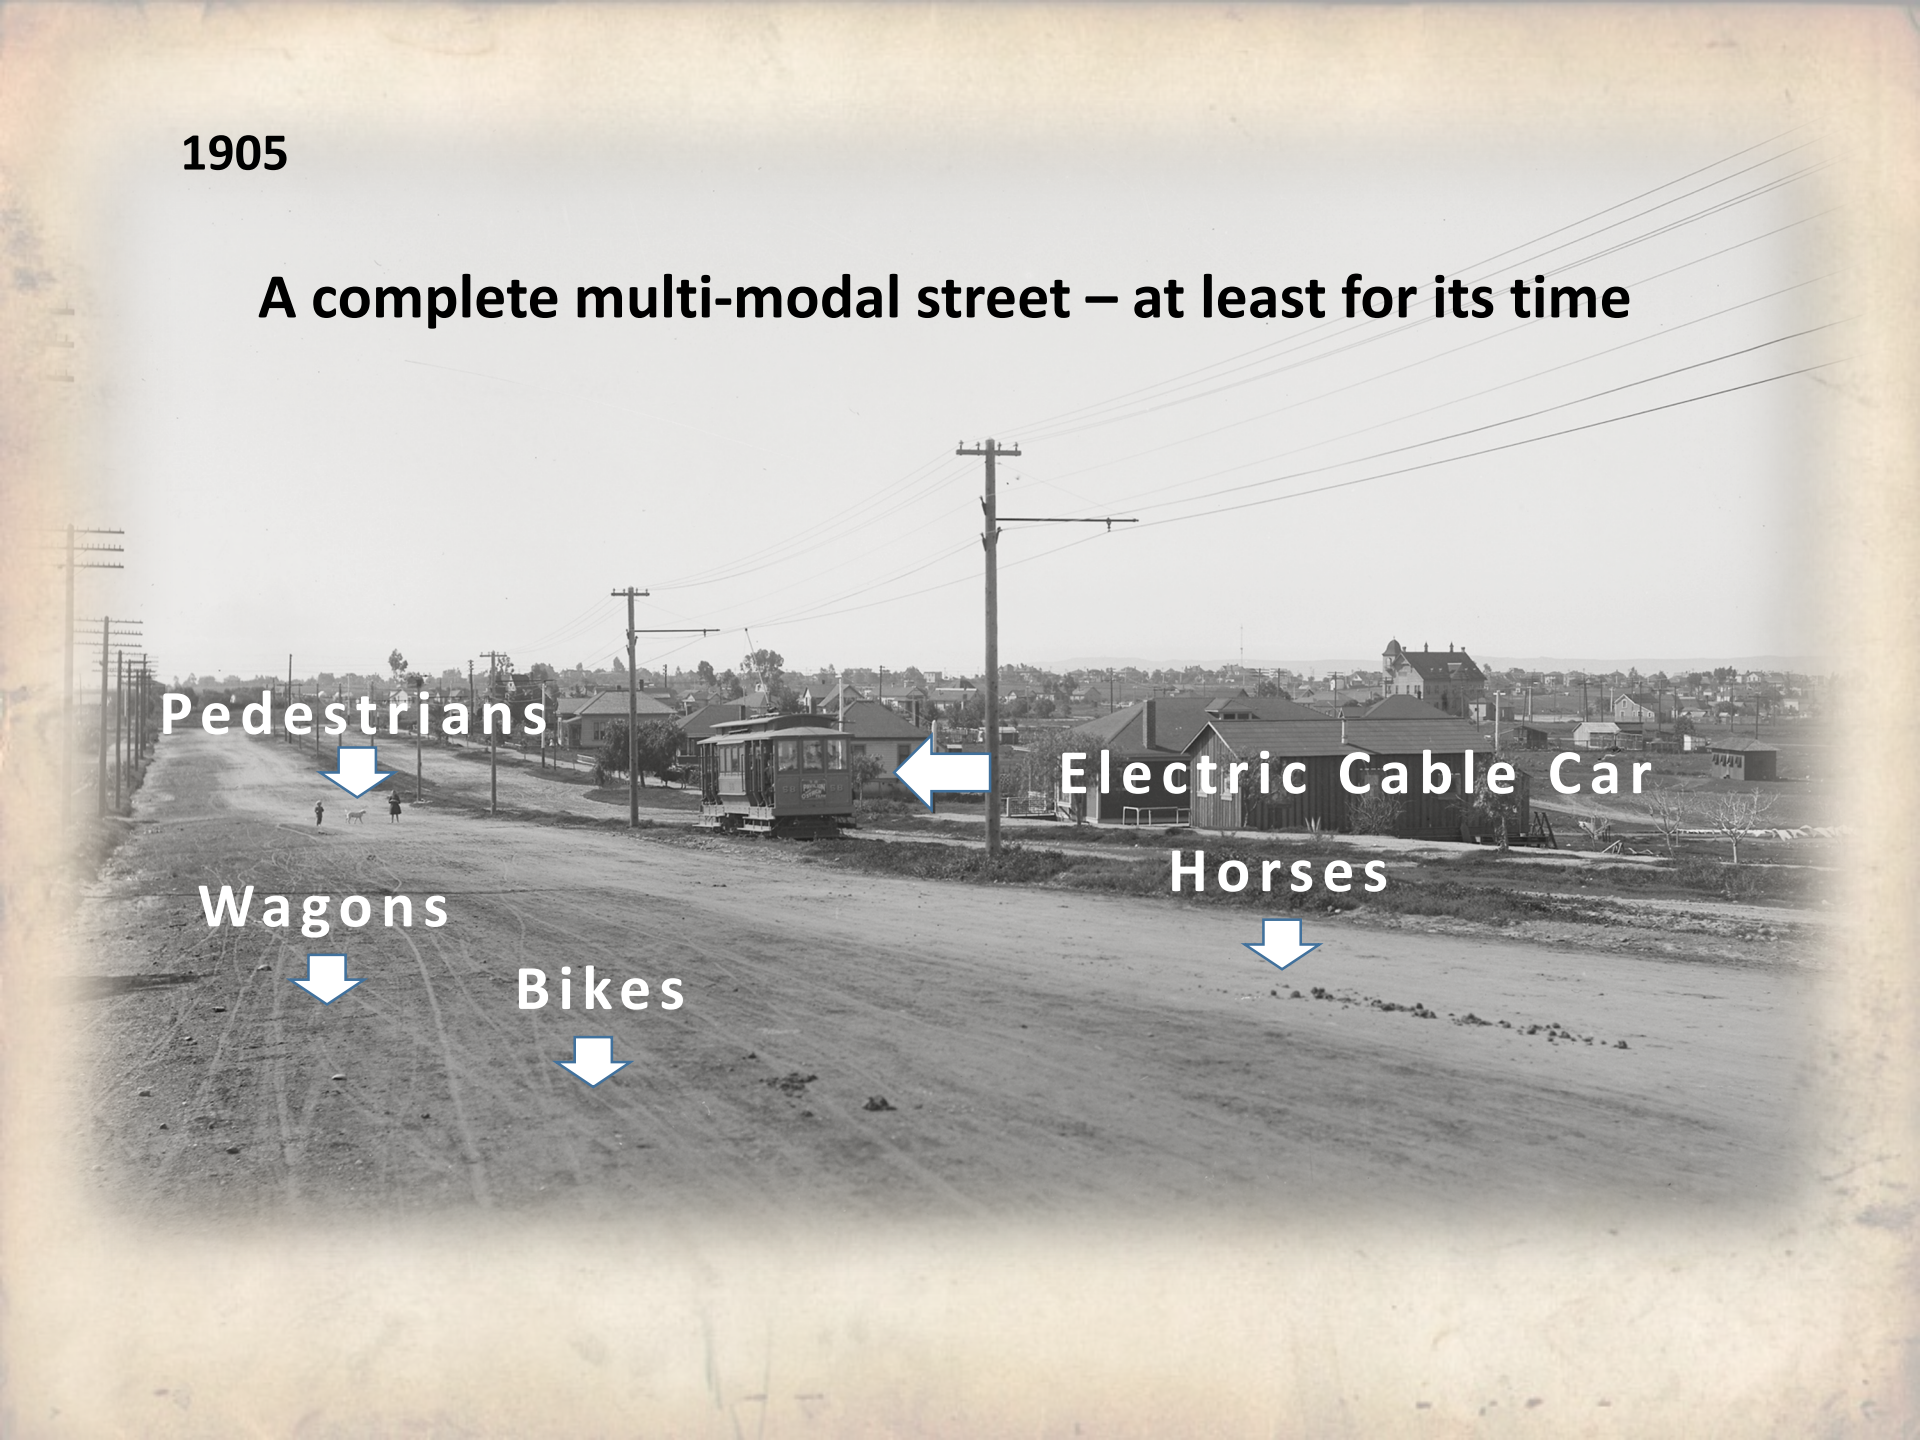 1905
A complete multi-modal street – at least for its time
Pedestrians
Electric Cable Car
Horses
Wagons
Bikes